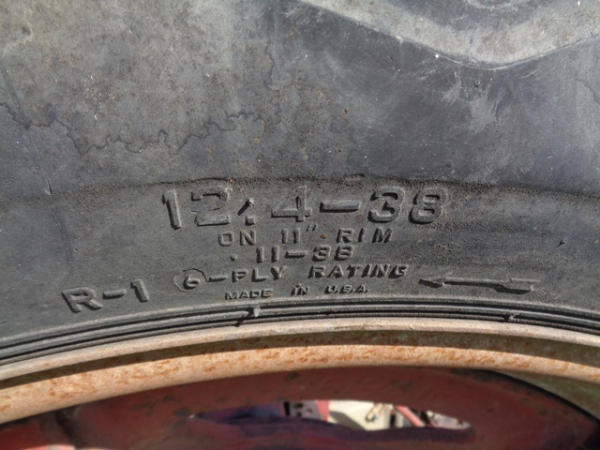 12.4-38
ON 11" RIM
11-38
R-1 6-PLY RATING
MADE IN U.S.A.